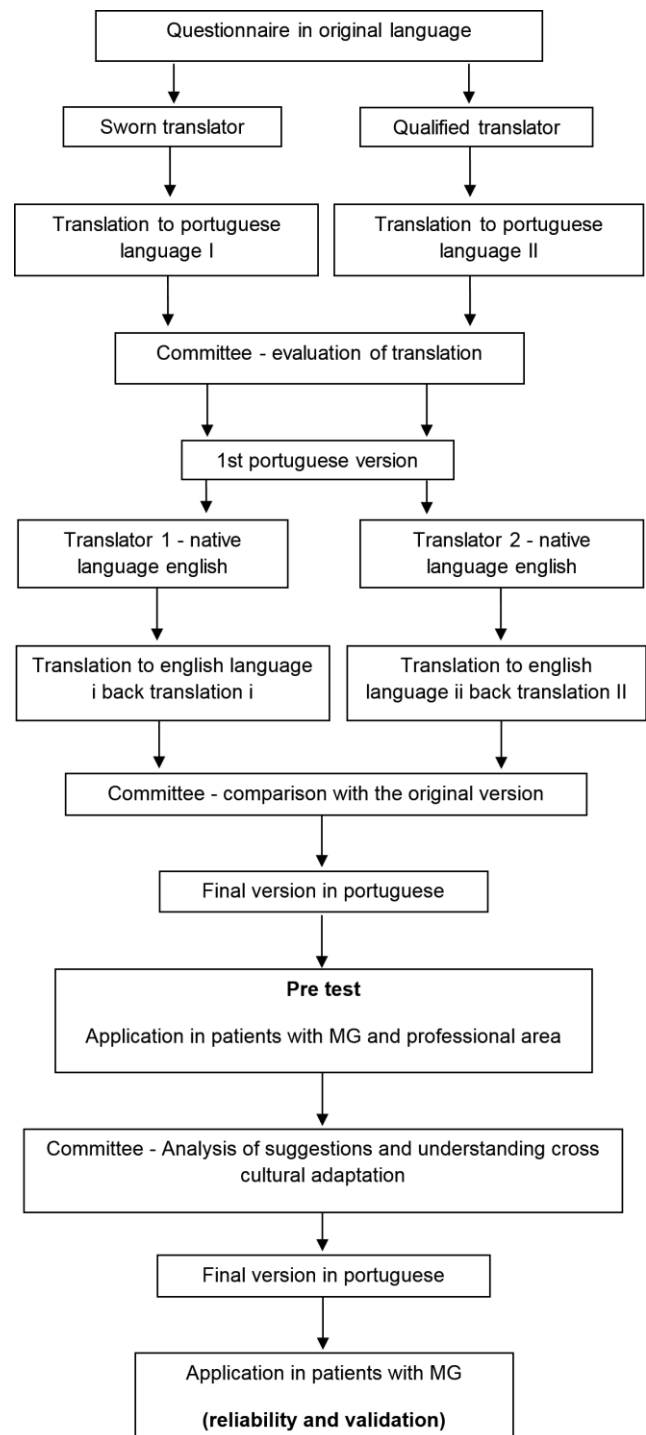 Questionnaire in original language
Sworn translator
Qualified translator
Translation to portuguese
language I
Translation to portuguese
language II
Committee - evaluation of translation
1st portuguese version
Translator 1 - native
language english
Translator 2 - native
language english
Translation to english language
i back translation i
Translation to english
language ii back translation II
Committee - comparison with the original version
Final version in portuguese
Pre test
Application in patients with MG and professional area
Committee - Analysis of suggestions and understanding cross
cultural adaptation
Final version in portuguese
Application in patients with MG
(reliability and validation)